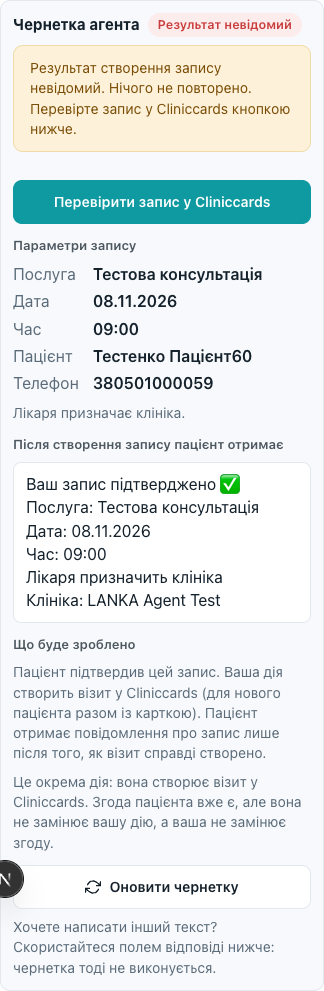 Чернетка агента Результат невідомий
Результат створення запису
невідомий. Нічого не повторено.
Перевірте запис у Cliniccards кнопкою
нижче.
Перевірити запис у Cliniccards
Параметри запису
Послуга Тестова консультація
Дата 08.11.2026
Час 09:00
Пацієнт Тестенко Пацієнт60
Телефон 380501000059
Лікаря призначає клініка.
Після створення запису пацієнт отримає
Ваш запис підтверджено ✅
Послуга: Тестова консультація
Дата: 08.11.2026
Час: 09:00
Лікаря призначить клініка
Клініка: LANKA Agent Test
Що буде зроблено
Пацієнт підтвердив цей запис. Ваша дія
створить візит у Cliniccards (для нового
пацієнта разом із карткою). Пацієнт
отримає повідомлення про запис лише
після того, як візит справді створено.
Це окрема дія: вона створює візит у
Cliniccards. Згода пацієнта вже є, але вона
не замінює вашу дію, а ваша не замінює
згоду.
N
Оновити чернетку
Хочете написати інший текст?
Скористайтеся полем відповіді нижче:
чернетка тоді не виконується.